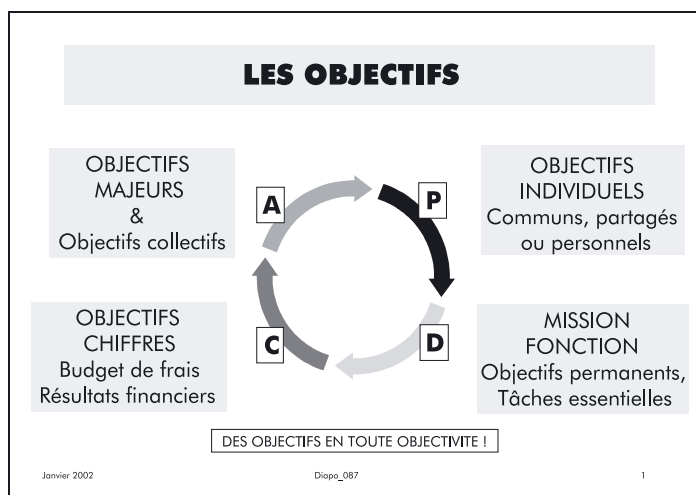 LES OBJECTIFS
OBJECTIFS
MAJEURS
&
Objectifs collectifs
A
P
OBJECTIFS
INDIVIDUELS
Communs, partagés
ou personnels
OBJECTIFS
CHIFFRES
Budget de frais
Résultats financiers
C
D
MISSION
FONCTION
Objectifs permanents,
Tâches essentielles
DES OBJECTIFS EN TOUTE OBJECTIVITE !
Janvier 2002
Diapo_087
1